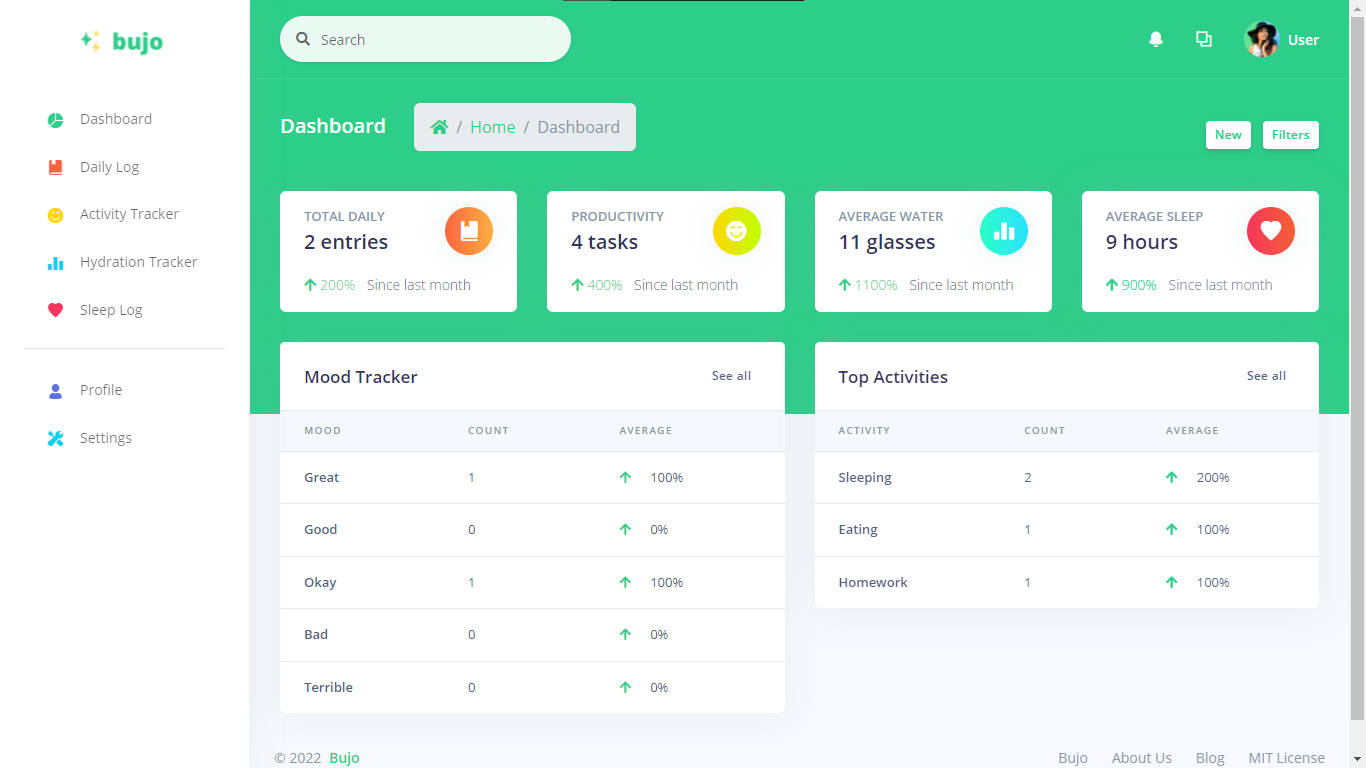 bujo
Dashboard
Daily Log
Activity Tracker
Hydration Tracker
Sleep Log
Profile
Settings
Search
User
Dashboard
/ Home / Dashboard
New Filters
TOTAL DAILY
2 entries
200% Since last month
PRODUCTIVITY
4 tasks
400% Since last month
AVERAGE WATER
11 glasses
1100% Since last month
AVERAGE SLEEP
9 hours
900% Since last month
Mood Tracker See all
MOOD COUNT AVERAGE
Great 1 100%
Good 0 0%
Okay 1 100%
Bad 0 0%
Terrible 0 0%
Top Activities See all
ACTIVITY COUNT AVERAGE
Sleeping 2 200%
Eating 1 100%
Homework 1 100%
© 2022 Bujo
Bujo About Us Blog MIT License